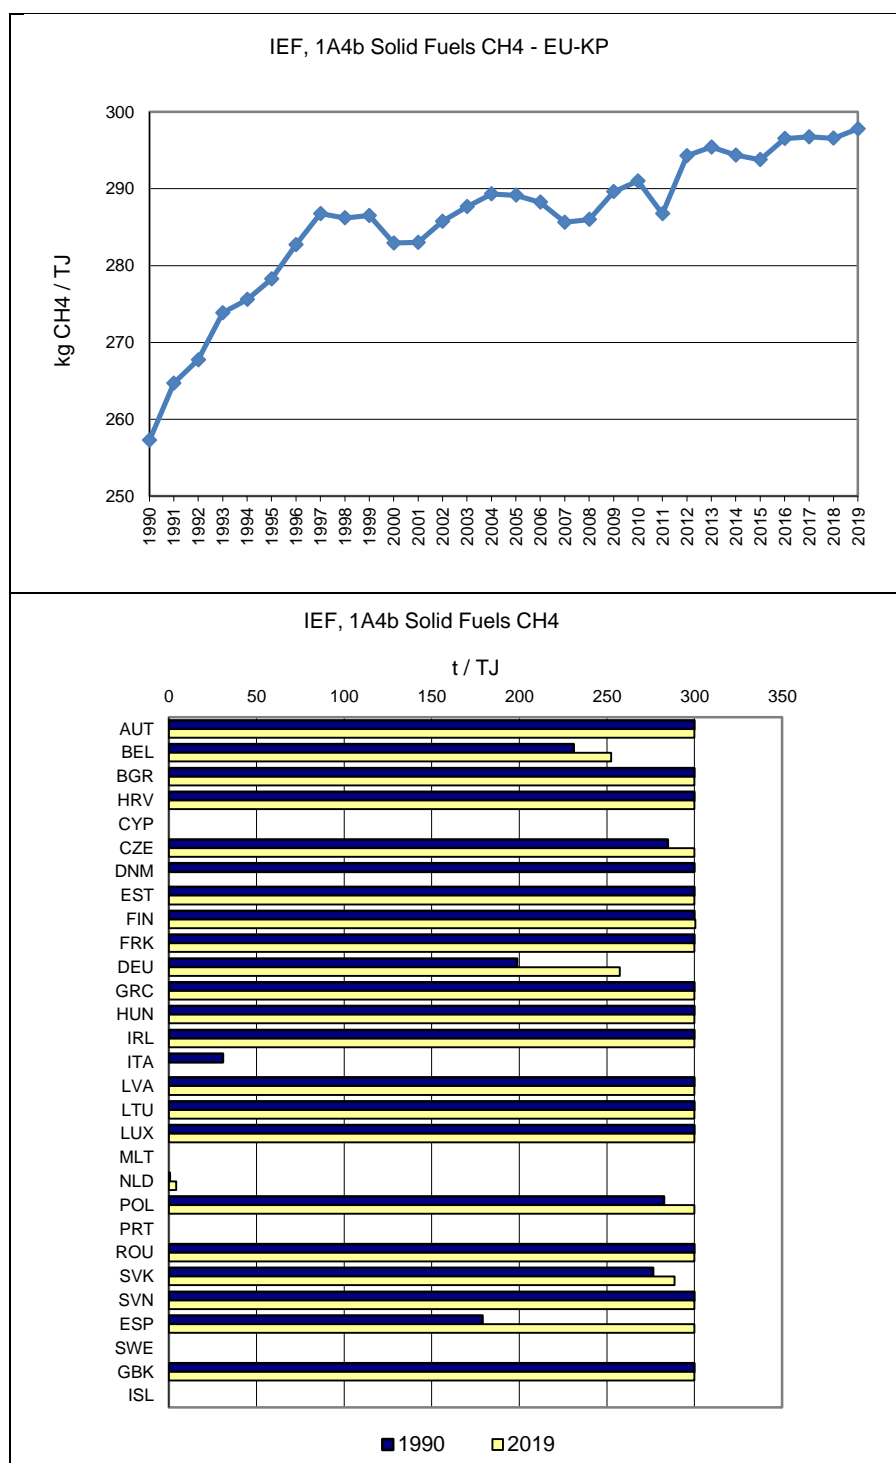 IEF, 1A4b Solid Fuels CH4 - EU-KP
300
290
280
270
260
250
kg CH4 / TJ
1990 1991 1992 1993 1994 1995 1996 1997 1998 1999 2000 2001 2002 2003 2004 2005 2006 2007 2008 2009 2010 2011 2012 2013 2014 2015 2016 2017 2018 2019
IEF, 1A4b Solid Fuels CH4
t / TJ
0 50 100 150 200 250 300 350
AUT
BEL
BGR
HRV
CYP
CZE
DNM
EST
FIN
FRK
DEU
GRC
HUN
IRL
ITA
LVA
LTU
LUX
MLT
NLD
POL
PRT
ROU
SVK
SVN
ESP
SWE
GBK
ISL
1990 2019